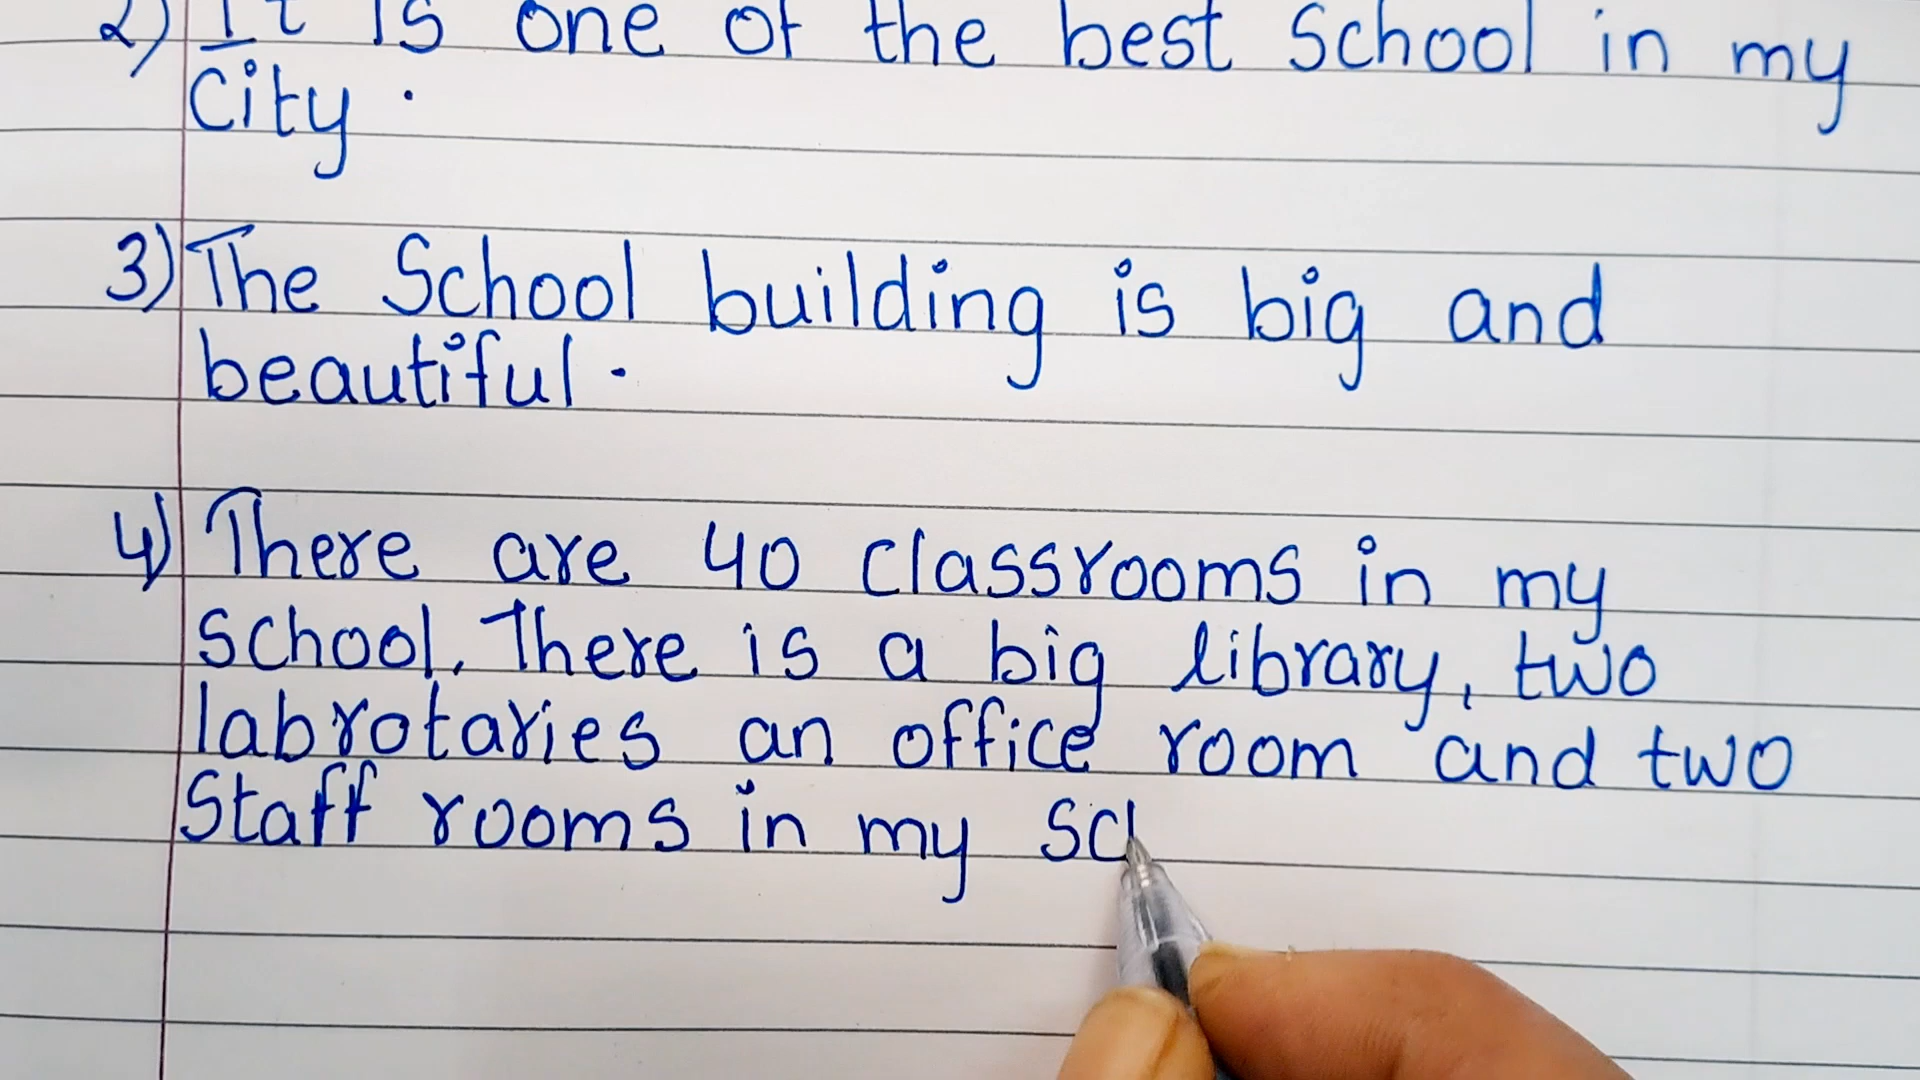 2) It is one of the best School in my
City.
3) The School building is big and
beautiful.
4) There are 40 classrooms in my
School. There is a big library, two
labrotaries an office room and two
Staff rooms in my sch